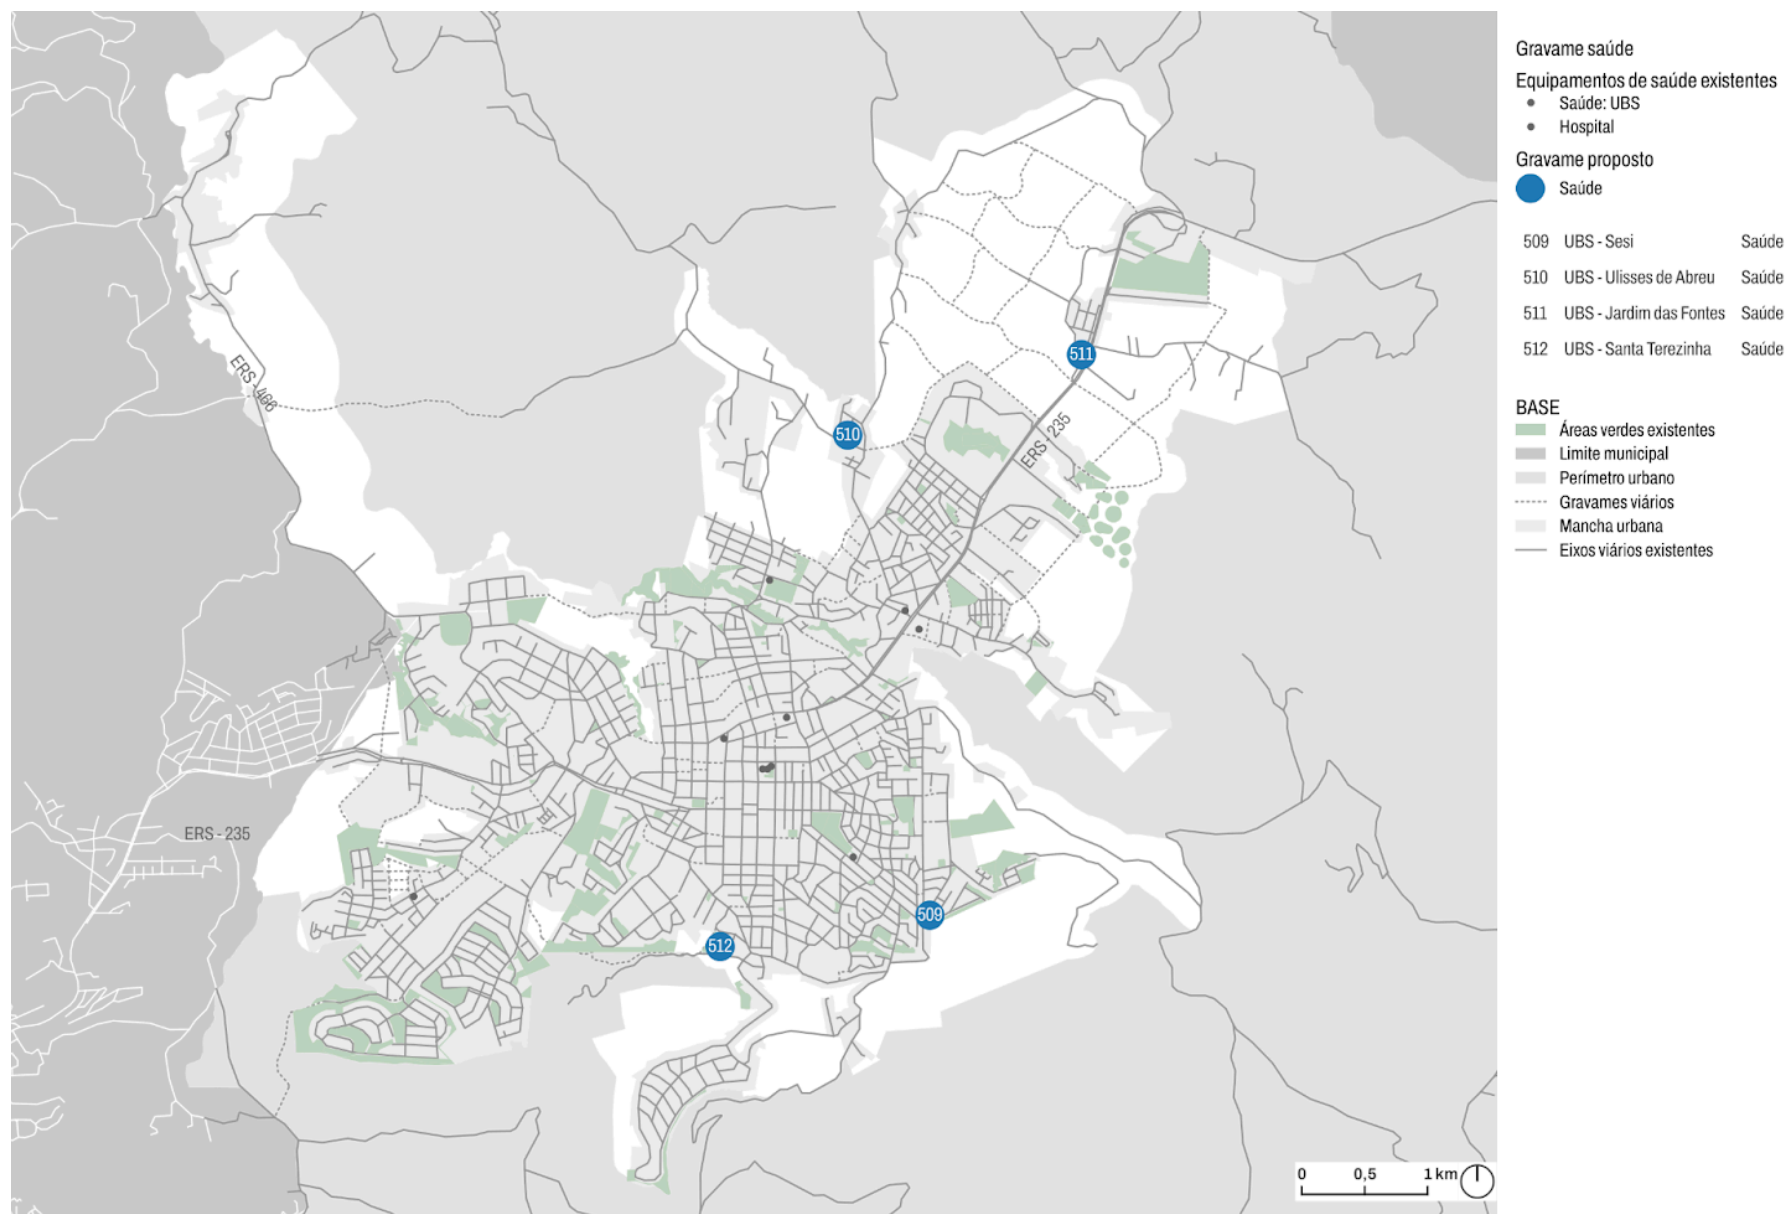 Gravame saúde
Equipamentos de saúde existentes
Saúde: UBS
Hospital
Gravame proposto
Saúde
509 UBS - Sesi Saúde
510 UBS - Ulisses de Abreu Saúde
511 UBS - Jardim das Fontes Saúde
512 UBS - Santa Terezinha Saúde
BASE
Áreas verdes existentes
Limite municipal
Perímetro urbano
Gravames viários
Mancha urbana
Eixos viários existentes
511
ERS - 466
510
ERS - 235
ERS - 235
509
512
0 0,5 1 km